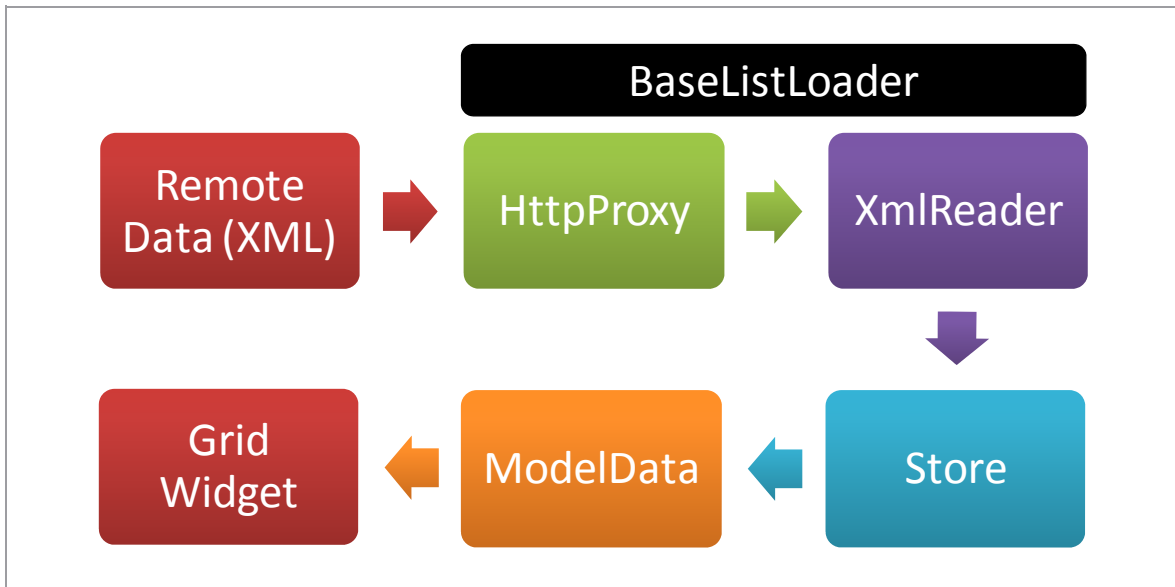 BaseListLoader
Remote
Data (XML)
HttpProxy
XmlReader
Grid
Widget
ModelData
Store